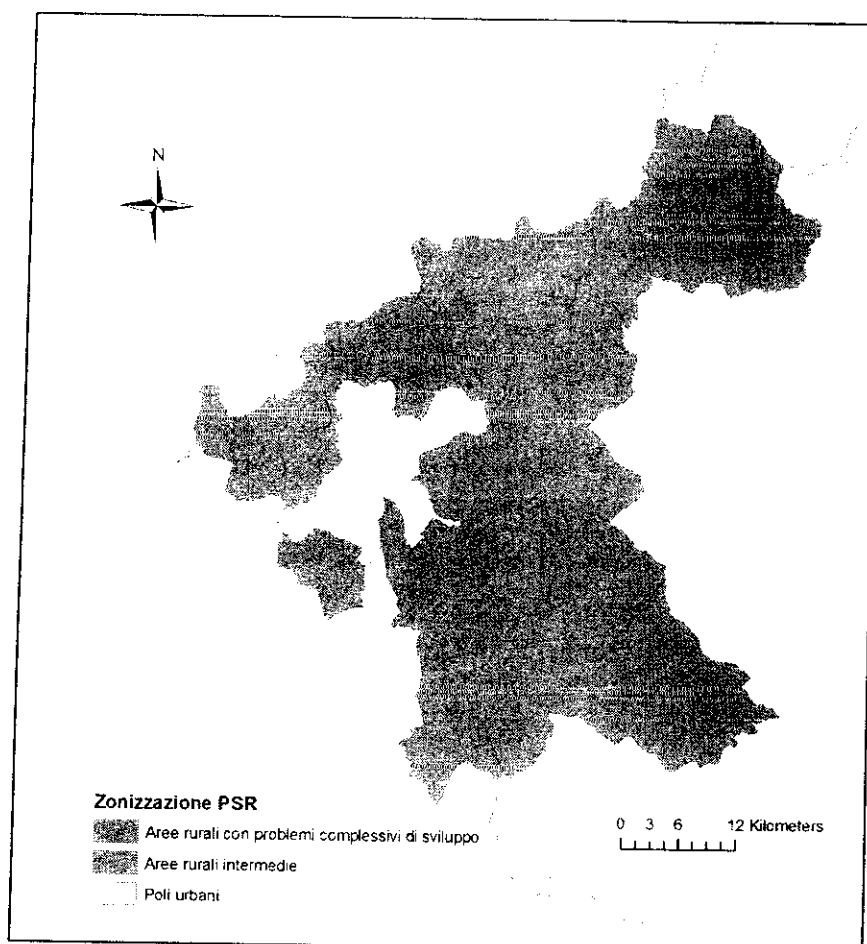 N
Zonizzazione PSR
Aree rurali con problemi complessivi di sviluppo
Aree rurali intermedie
Poli urbani
0 3 6 12 Kilometers